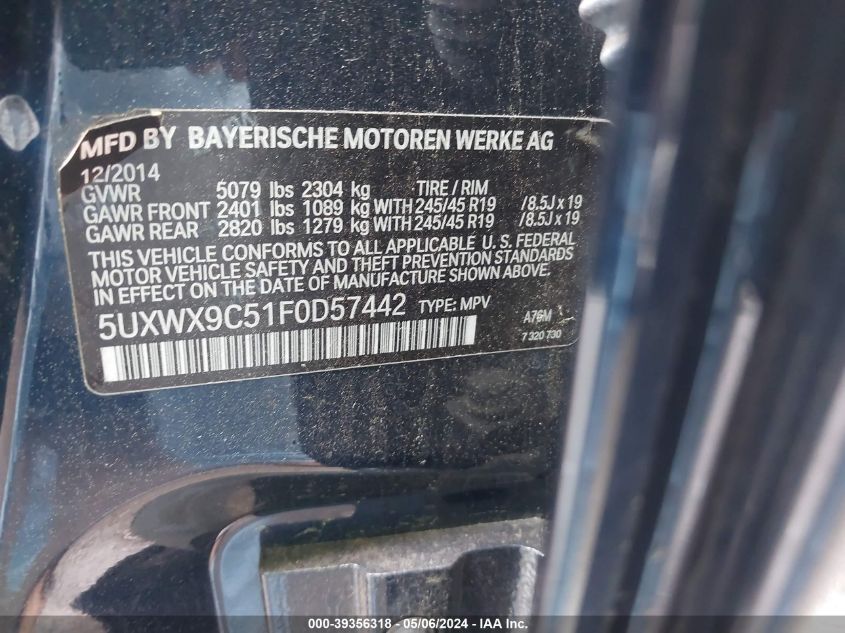 MFD BY BAYERISCHE MOTOREN WERKE AG
12/2014
GVWR 5079 lbs 2304 kg TIRE / RIM
GAWR FRONT 2401 lbs 1089 kg WITH 245/45 R19 /8.5J x 19
GAWR REAR 2820 lbs 1279 kg WITH 245/45 R19 /8.5J x 19
THIS VEHICLE CONFORMS TO ALL APPLICABLE U. S. FEDERAL
MOTOR VEHICLE SAFETY AND THEFT PREVENTION STANDARDS
IN EFFECT ON THE DATE OF MANUFACTURE SHOWN ABOVE.
5UXWX9C51F0D57442 TYPE: MPV
A76M
7 320 730
000-39356318 - 05/06/2024 - IAA Inc.